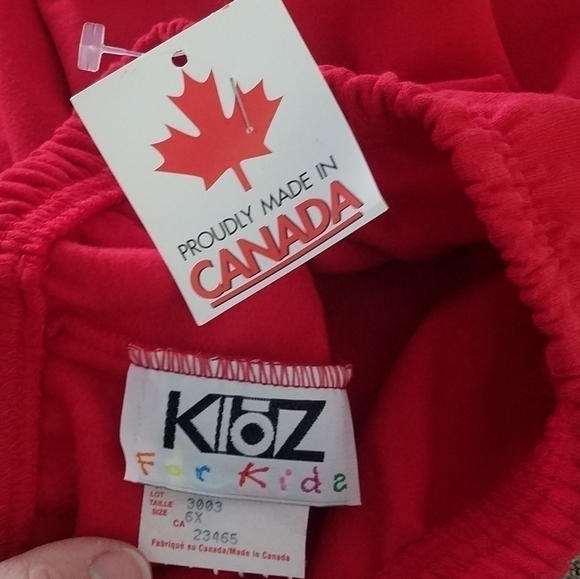 PROUDLY MADE IN
CANADA
KIbZ
For Kids
LOT 3003
TAILLE
SIZE 6X
CA 23465
Fabriqué au Canada/Made in Canada